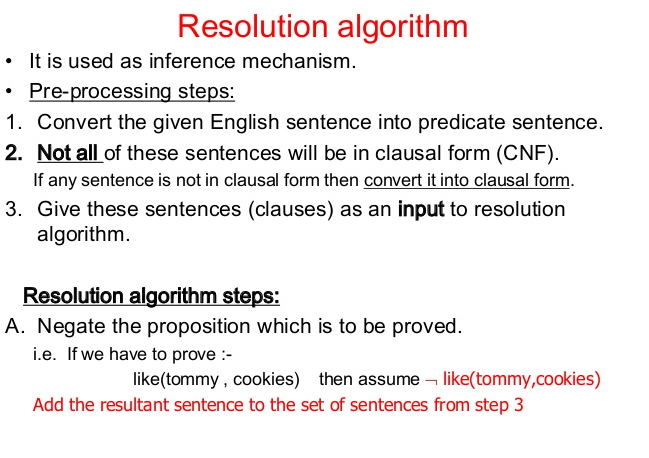 Resolution algorithm
• It is used as inference mechanism.
• Pre-processing steps:
1. Convert the given English sentence into predicate sentence.
2. Not all of these sentences will be in clausal form (CNF).
If any sentence is not in clausal form then convert it into clausal form.
3. Give these sentences (clauses) as an input to resolution
algorithm.
Resolution algorithm steps:
A. Negate the proposition which is to be proved.
i.e. If we have to prove :-
like(tommy , cookies) then assume ¬ like(tommy,cookies)
Add the resultant sentence to the set of sentences from step 3